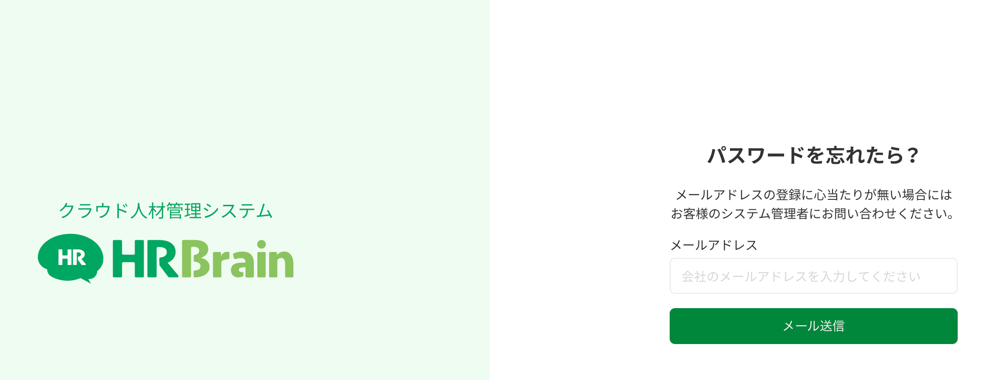 クラウド人材管理システム
HR
HRBrain
パスワードを忘れたら？
メールアドレスの登録に心当たりが無い場合には
お客様のシステム管理者にお問い合わせください。
メールアドレス
会社のメールアドレスを入力してください
メール送信